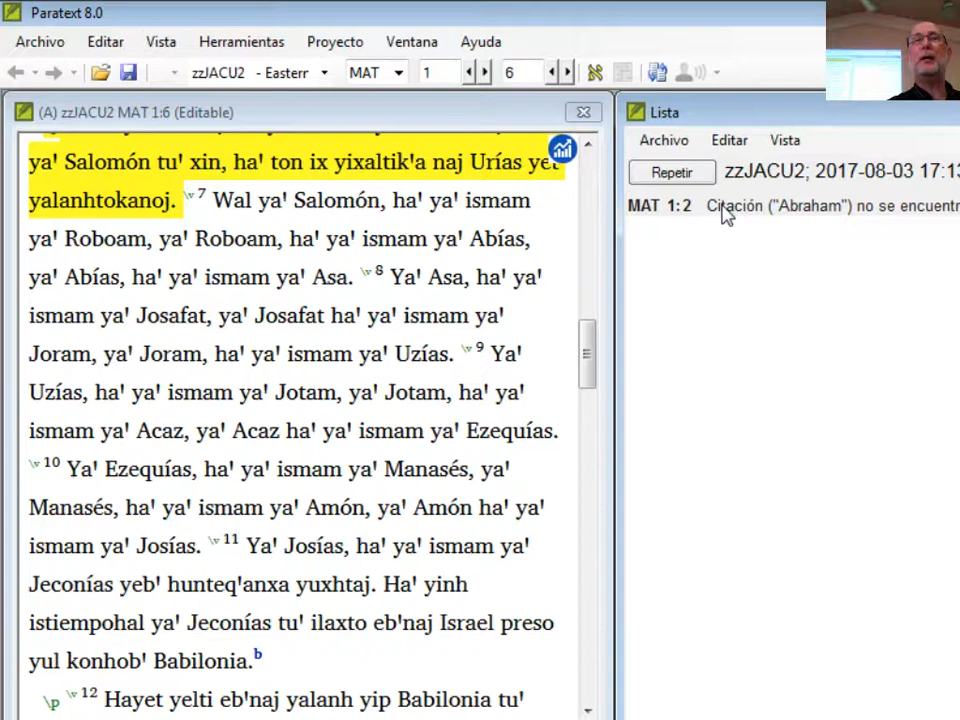 Paratext 8.0
Archivo Editar Vista Herramientas Proyecto Ventana Ayuda
zzJACU2 - Easterr MAT 1 6
(A) zzJACU2 MAT 1:6 (Editable)
ya' Salomón tu' xin, ha' ton ix yixaltik'a naj Urías yet
yalanhtokanoj. \v 7 Wal ya' Salomón, ha' ya' ismam
ya' Roboam, ya' Roboam, ha' ya' ismam ya' Abías,
ya' Abías, ha' ya' ismam ya' Asa. \v 8 Ya' Asa, ha' ya'
ismam ya' Josafat, ya' Josafat ha' ya' ismam ya'
Joram, ya' Joram, ha' ya' ismam ya' Uzías. \v 9 Ya'
Uzías, ha' ya' ismam ya' Jotam, ya' Jotam, ha' ya'
ismam ya' Acaz, ya' Acaz ha' ya' ismam ya' Ezequías.
\v 10 Ya' Ezequías, ha' ya' ismam ya' Manasés, ya'
Manasés, ha' ya' ismam ya' Amón, ya' Amón ha' ya'
ismam ya' Josías. \v 11 Ya' Josías, ha' ya' ismam ya'
Jeconías yeb' hunteq'anxa yuxhtaj. Ha' yinh
istiempohal ya' Jeconías tu' ilaxto eb'naj Israel preso
yul konhob' Babilonia.b
\p \v 12 Hayet yelti eb'naj yalanh yip Babilonia tu'
Lista
Archivo Editar Vista
Repetir zzJACU2; 2017-08-03 17:13
MAT 1:2 Citación ("Abraham") no se encuentr